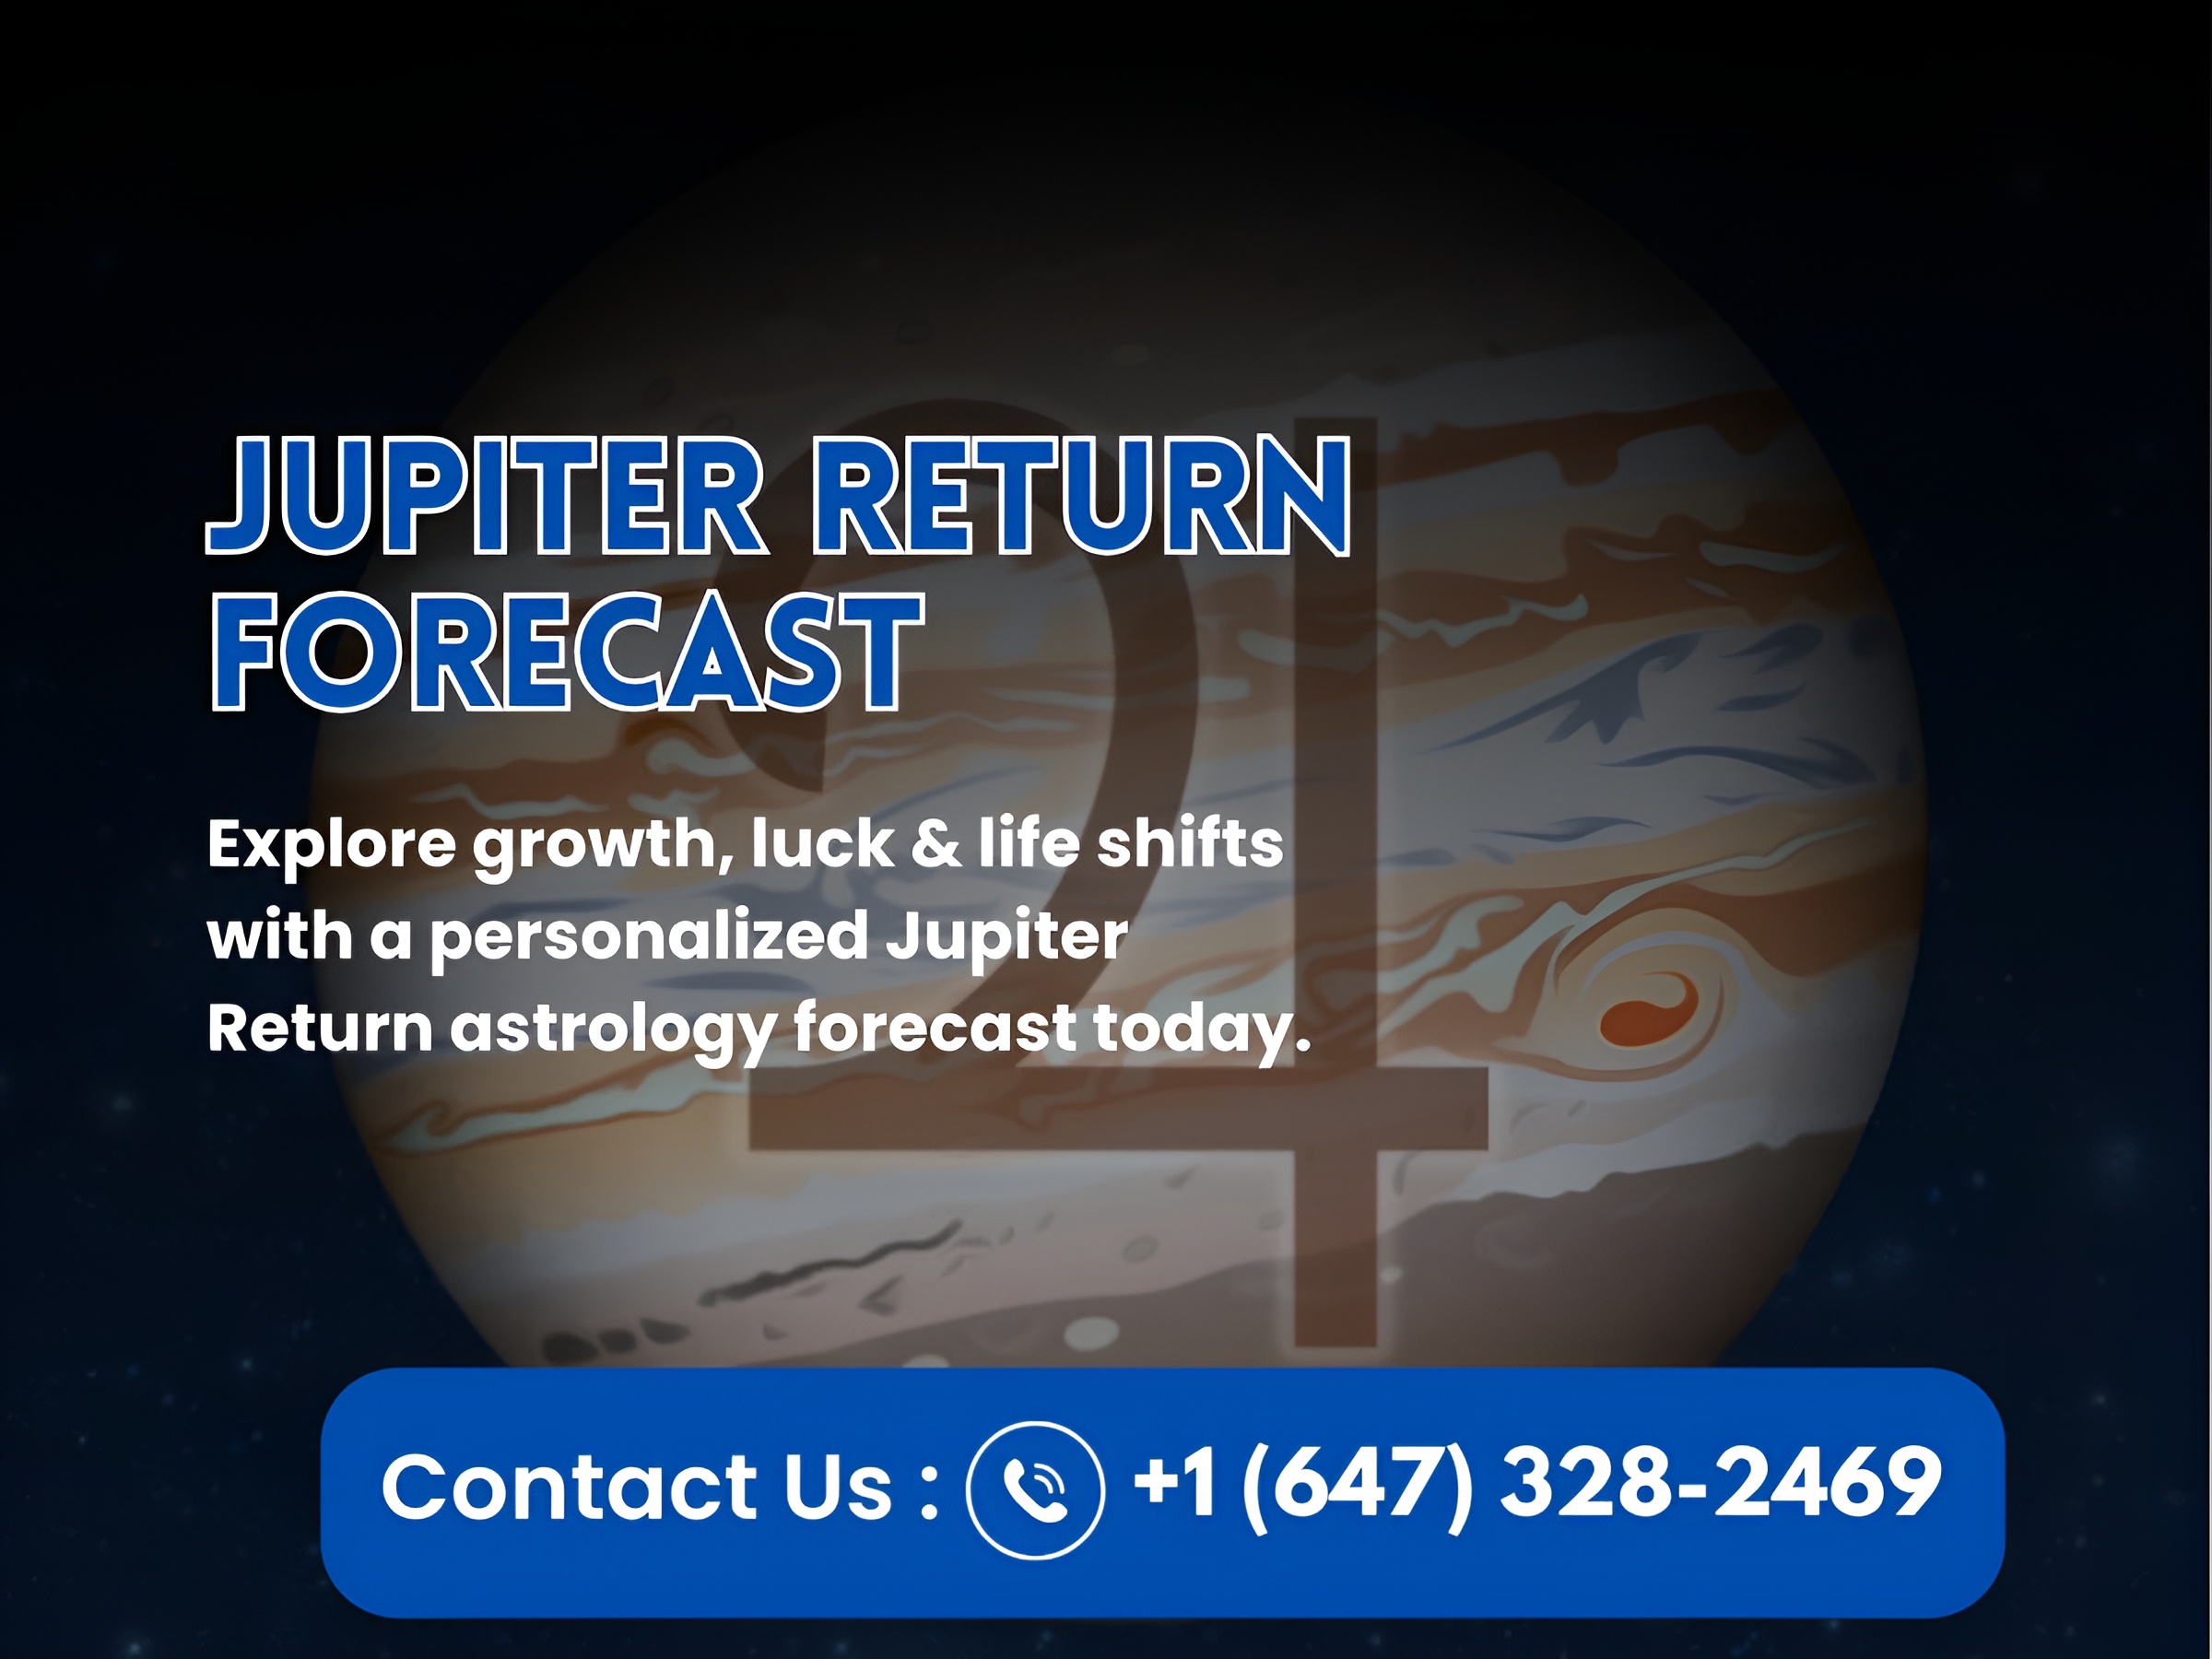 JUPITER RETURN
FORECAST
Explore growth, luck & life shifts
with a personalized Jupiter
Return astrology forecast today.
Contact Us : +1 (647) 328-2469